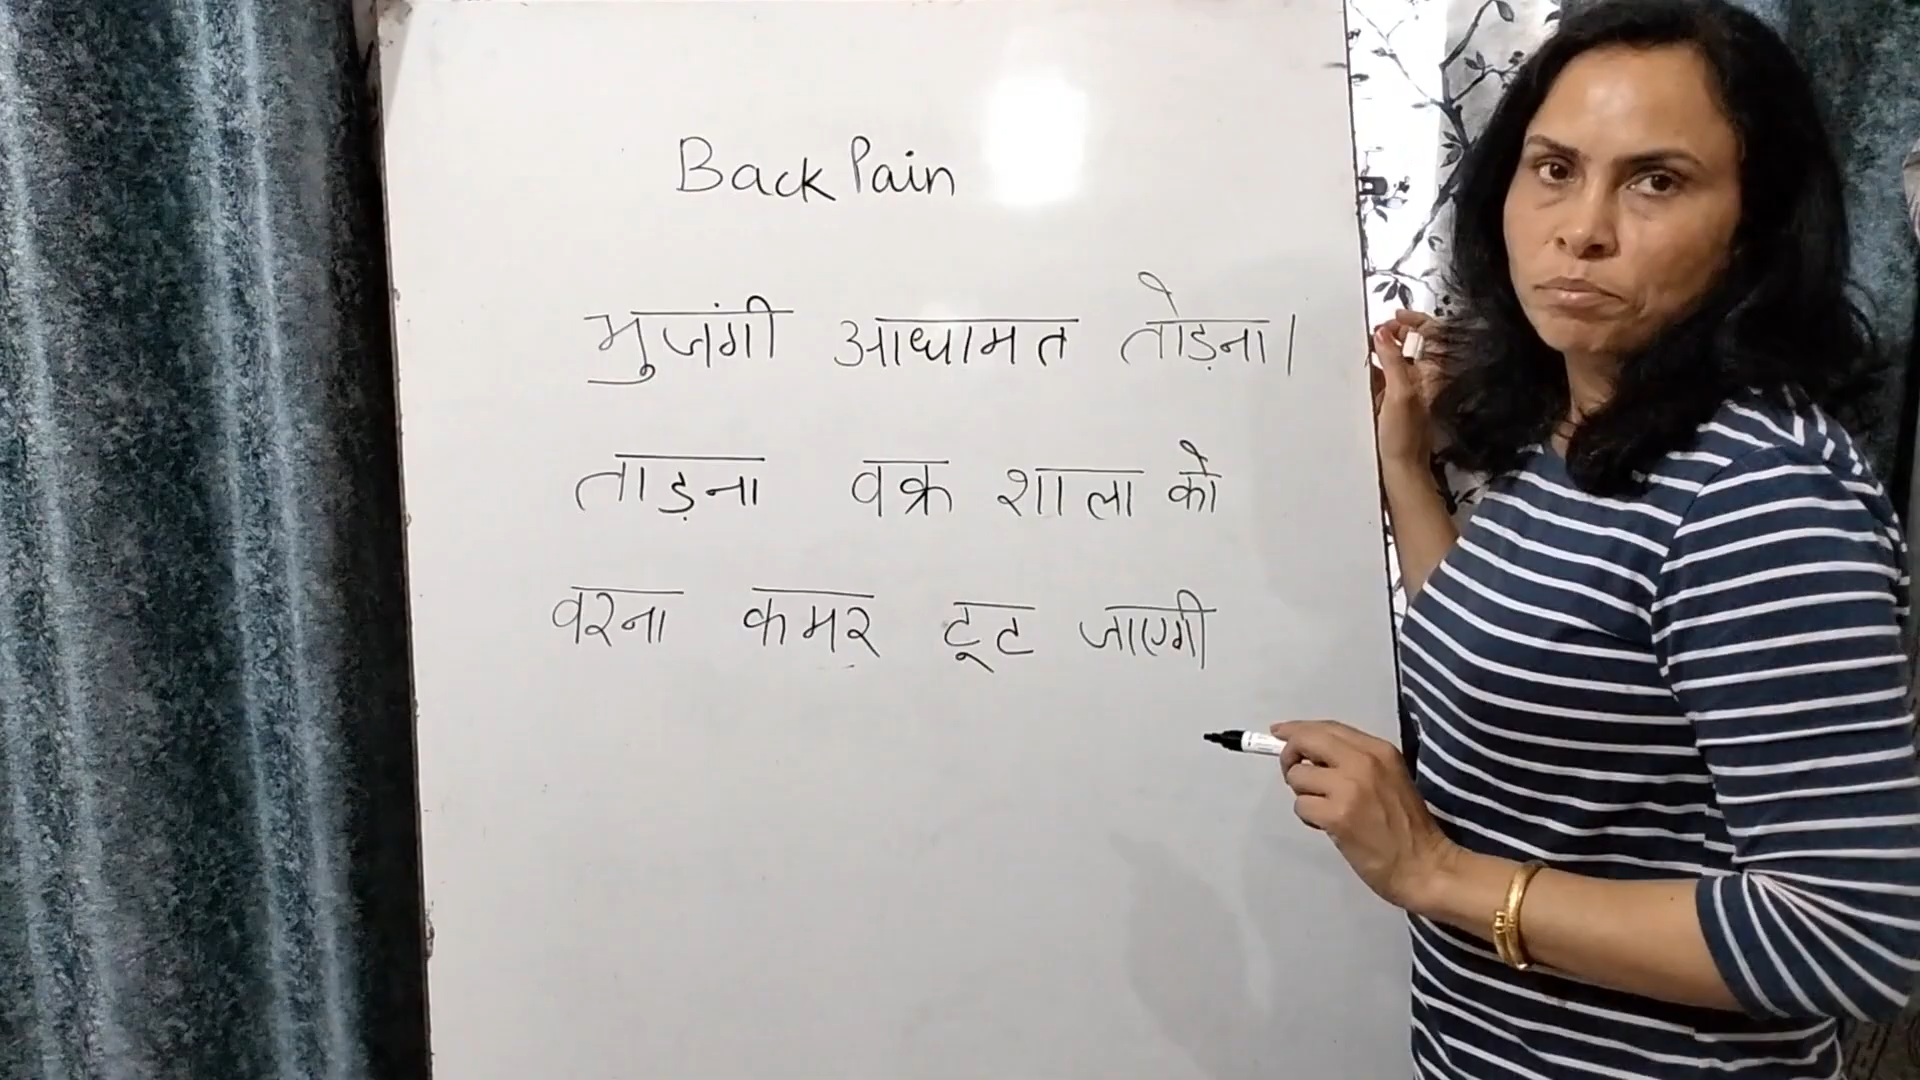 Back Pain
भुजंगी आधामत तोड़ना।
ताड़ना वक्र शाला को
वरना कमर टूट जाएगी